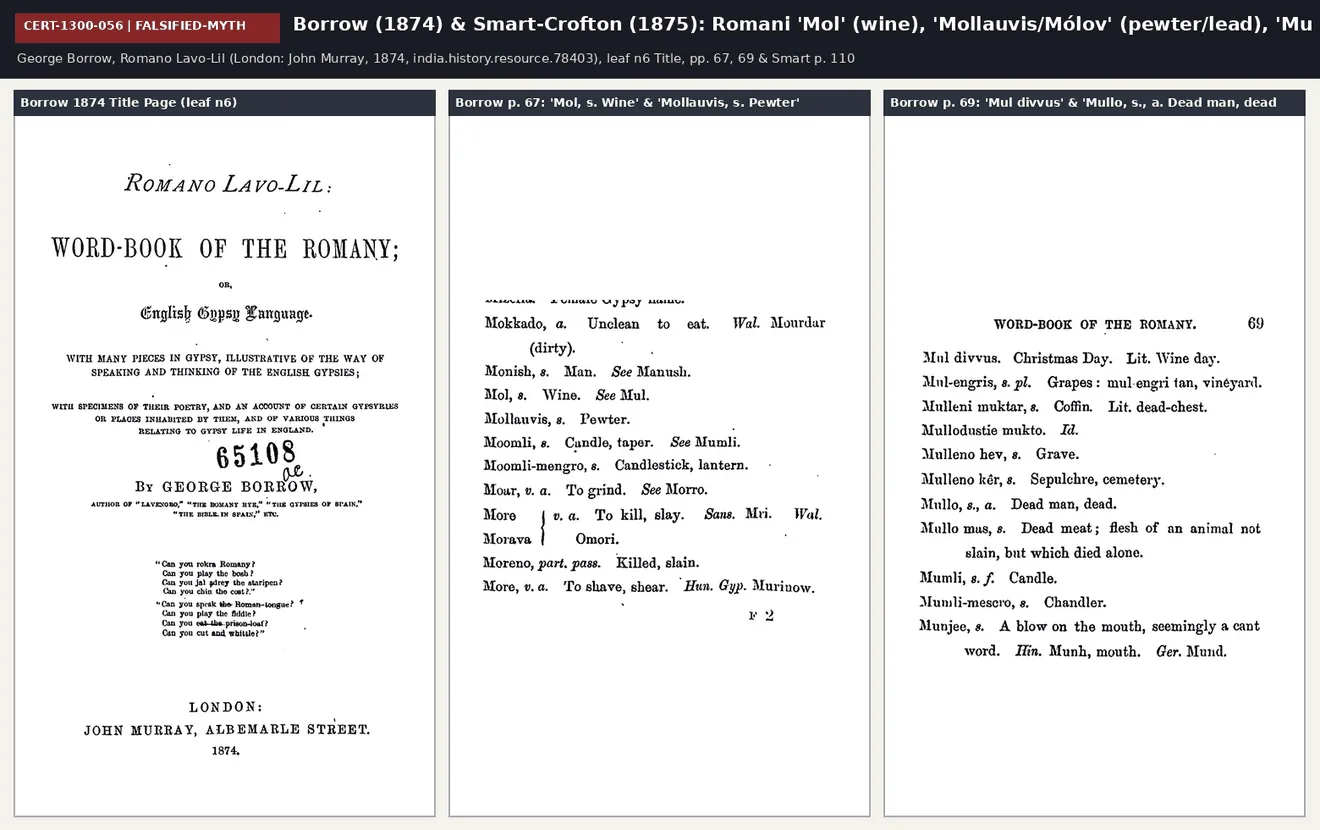 CERT-1300-056 | FALSIFIED-MYTH
Borrow (1874) & Smart-Crofton (1875): Romani 'Mol' (wine), 'Mollauvis/Mólov' (pewter/lead), 'Mu
George Borrow, Romano Lavo-Lil (London: John Murray, 1874, india.history.resource.78403), leaf n6 Title, pp. 67, 69 & Smart p. 110
Borrow 1874 Title Page (leaf n6)
ROMANO LAVO-LIL:
WORD-BOOK OF THE ROMANY;
OR,
English Gypsy Language.
WITH MANY PIECES IN GYPSY, ILLUSTRATIVE OF THE WAY OF
SPEAKING AND THINKING OF THE ENGLISH GYPSIES;
WITH SPECIMENS OF THEIR POETRY, AND AN ACCOUNT OF CERTAIN GYPSYRIES
OR PLACES INHABITED BY THEM, AND OF VARIOUS THINGS
RELATING TO GYPSY LIFE IN ENGLAND.
65108
BY GEORGE BORROW,
AUTHOR OF "LAVENGRO," "THE ROMANY RYE," "THE GYPSIES OF SPAIN,"
"THE BIBLE IN SPAIN," ETC.
"Can you rokra Romany?
Can you play the bosh?
Can you jal adrey the staripen?
Can you chin the cost?"
"Can you speak the Roman-tongue?
Can you play the fiddle?
Can you eat the prison-loaf?
Can you cut and whittle?"
LONDON:
JOHN MURRAY, ALBEMARLE STREET.
1874.
Borrow p. 67: 'Mol, s. Wine' & 'Mollauvis, s. Pewter'
Female Gypsy name.
Mokkado, a. Unclean to eat. Wal. Mourdar
(dirty).
Monish, s. Man. See Manush.
Mol, s. Wine. See Mul.
Mollauvis, s. Pewter.
Moomli, s. Candle, taper. See Mumli.
Moomli-mengro, s. Candlestick, lantern.
Moar, v. a. To grind. See Morro.
More { v. a. To kill, slay. Sans. Mri. Wal.
Morava Omori.
Moreno, part. pass. Killed, slain.
More, v. a. To shave, shear. Hun. Gyp. Murinow.
F 2
Borrow p. 69: 'Mul divvus' & 'Mullo, s., a. Dead man, dead
WORD-BOOK OF THE ROMANY. 69
Mul divvus. Christmas Day. Lit. Wine day.
Mul-engris, s. pl. Grapes: mul-engri tan, vineyard.
Mulleni muktar, s. Coffin. Lit. dead-chest.
Mullodustie mukto. Id.
Mulleno hev, s. Grave.
Mulleno kêr, s. Sepulchre, cemetery.
Mullo, s., a. Dead man, dead.
Mullo mas, s. Dead meat; flesh of an animal not
slain, but which died alone.
Mumli, s. f. Candle.
Mumli-mescro, s. Chandler.
Munjee, s. A blow on the mouth, seemingly a cant
word. Hin. Munh, mouth. Ger. Mund.